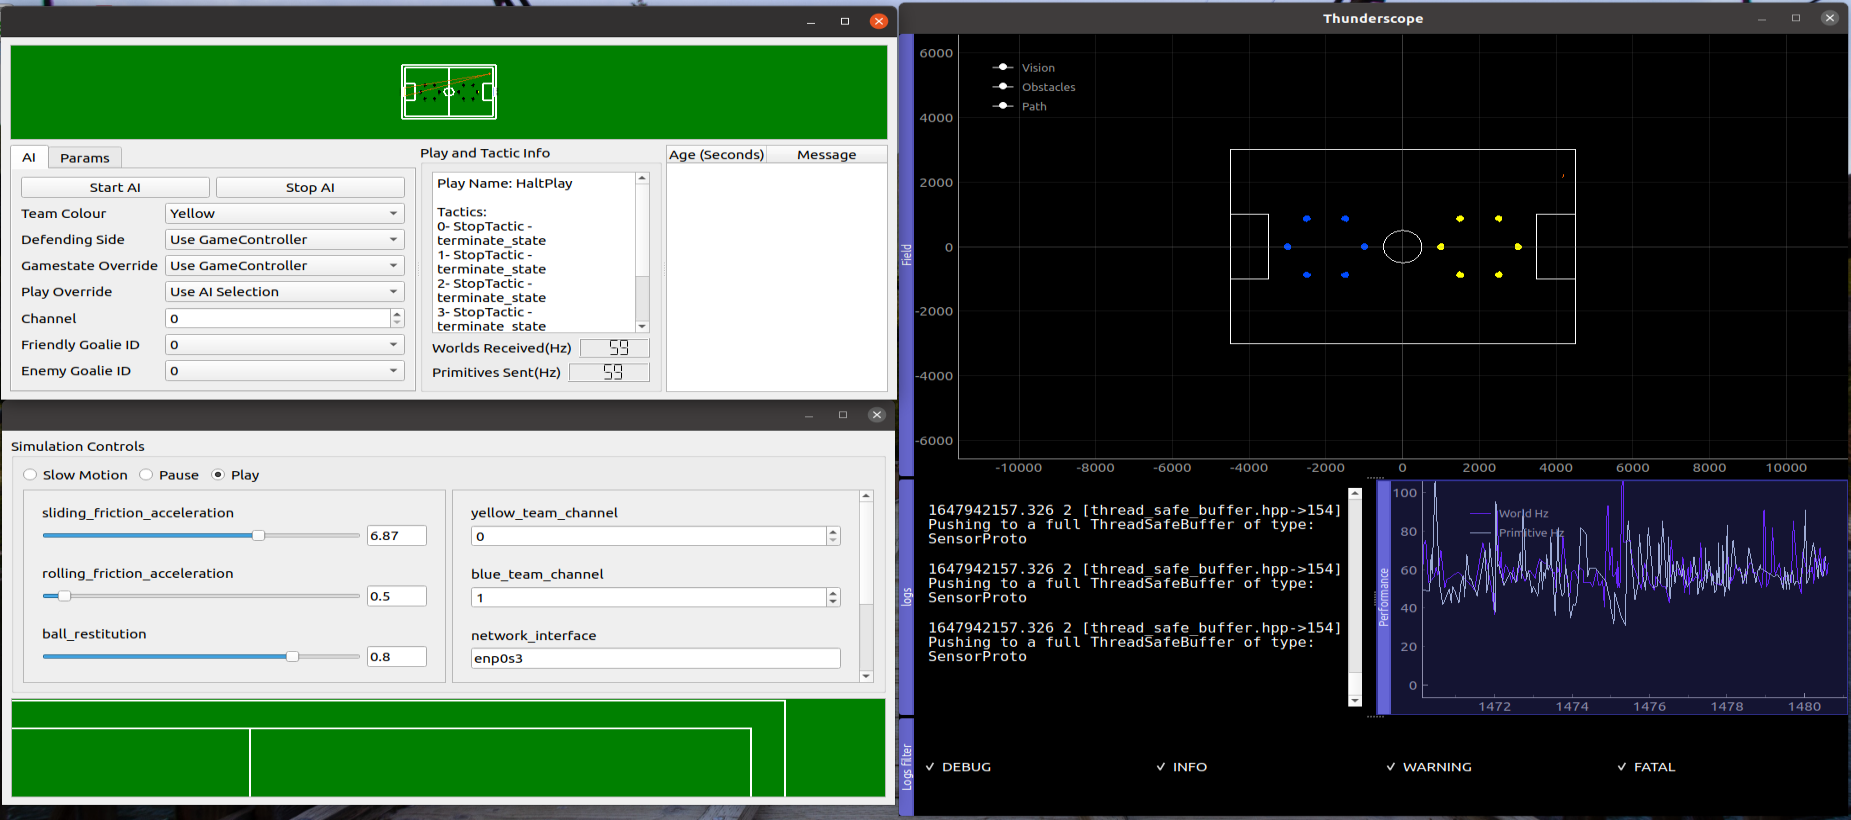 AI
Params
Start AI
Stop AI
Team Colour
Yellow
Defending Side
Use GameController
Gamestate Override
Use GameController
Play Override
Use AI Selection
Channel
0
Friendly Goalie ID
0
Enemy Goalie ID
0
Play and Tactic Info
Play Name: HaltPlay
Tactics:
0- StopTactic -
terminate_state
1- StopTactic -
terminate_state
2- StopTactic -
terminate_state
3- StopTactic -
terminate_state
Worlds Received(Hz)
59
Primitives Sent(Hz)
59
Age (Seconds)
Message
Simulation Controls
Slow Motion
Pause
Play
sliding_friction_acceleration
6.87
rolling_friction_acceleration
0.5
ball_restitution
0.8
yellow_team_channel
0
blue_team_channel
1
network_interface
enp0s3
Thunderscope
Field
Vision
Obstacles
Path
6000
4000
2000
0
-2000
-4000
-6000
-10000
-8000
-6000
-4000
-2000
0
2000
4000
6000
8000
10000
logs
1647942157.326 2 [thread_safe_buffer.hpp->154]
Pushing to a full ThreadSafeBuffer of type:
SensorProto
1647942157.326 2 [thread_safe_buffer.hpp->154]
Pushing to a full ThreadSafeBuffer of type:
SensorProto
1647942157.326 2 [thread_safe_buffer.hpp->154]
Pushing to a full ThreadSafeBuffer of type:
SensorProto
Performance
World Hz
Primitive Hz
100
80
60
40
20
0
1472
1474
1476
1478
1480
Logs filter
DEBUG
INFO
WARNING
FATAL